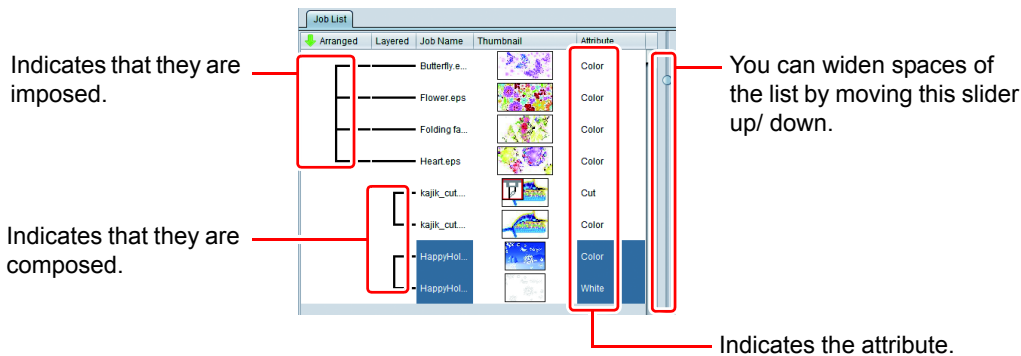 Job List
Arranged Layered Job Name Thumbnail Attribute
Indicates that they are
imposed.
Butterfly.e... Color
Flower.eps Color
Folding fa... Color
Heart.eps Color
kajik_cut.... Cut
kajik_cut.... Color
HappyHol... Color
HappyHol... White
You can widen spaces of
the list by moving this slider
up/ down.
Indicates that they are
composed.
Indicates the attribute.